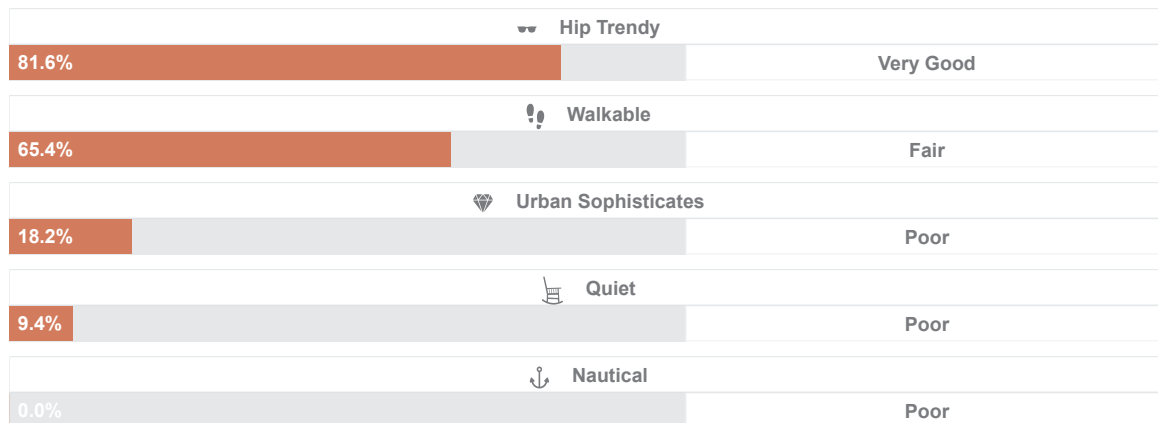 Hip Trendy
81.6% Very Good
Walkable
65.4% Fair
Urban Sophisticates
18.2% Poor
Quiet
9.4% Poor
Nautical
0.0% Poor